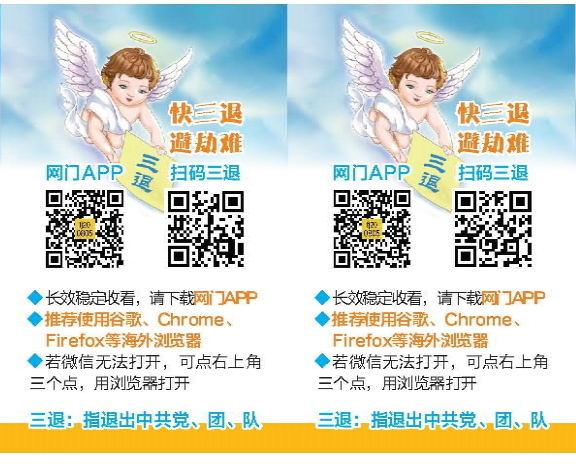 快三退
避劫难
三退
网门APP 扫码三退
tj20
0805
◆长效稳定收看，请下载网门APP
◆推荐使用谷歌、Chrome、
Firefox等海外浏览器
◆若微信无法打开，可点右上角
三个点，用浏览器打开
三退：指退出中共党、团、队
快三退
避劫难
三退
网门APP 扫码三退
tj20
0805
◆长效稳定收看，请下载网门APP
◆推荐使用谷歌、Chrome、
Firefox等海外浏览器
◆若微信无法打开，可点右上角
三个点，用浏览器打开
三退：指退出中共党、团、队